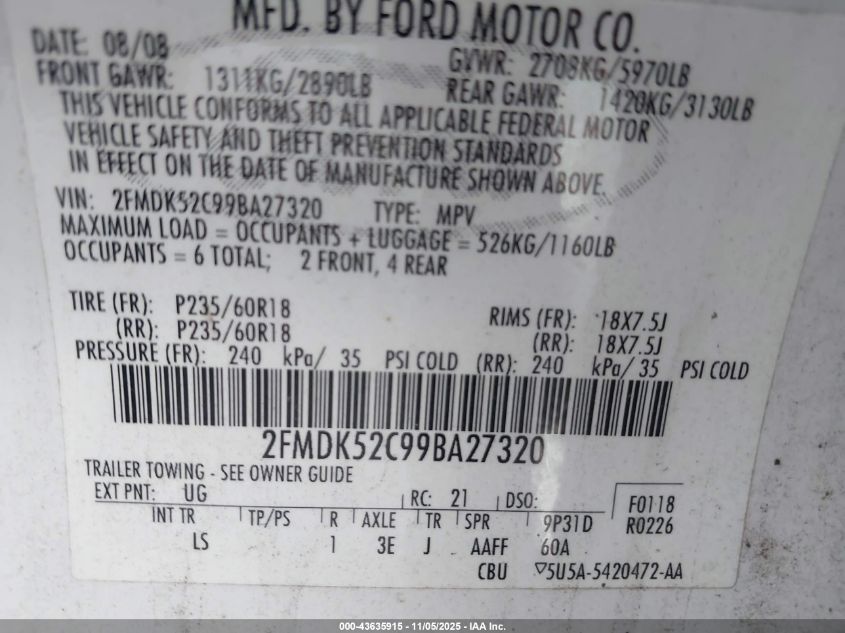 MFD. BY FORD MOTOR CO.
DATE: 08/08 GVWR: 2708KG/5970LB
FRONT GAWR: 1311KG/2890LB REAR GAWR: 1420KG/3130LB
THIS VEHICLE CONFORMS TO ALL APPLICABLE FEDERAL MOTOR
VEHICLE SAFETY AND THEFT PREVENTION STANDARDS
IN EFFECT ON THE DATE OF MANUFACTURE SHOWN ABOVE.
VIN: 2FMDK52C99BA27320 TYPE: MPV
MAXIMUM LOAD = OCCUPANTS + LUGGAGE = 526KG/1160LB
OCCUPANTS = 6 TOTAL; 2 FRONT, 4 REAR
TIRE (FR): P235/60R18 RIMS (FR): 18X7.5J
(RR): P235/60R18 (RR): 18X7.5J
PRESSURE (FR): 240 kPa/ 35 PSI COLD (RR): 240 kPa/ 35 PSI COLD
2FMDK52C99BA27320
TRAILER TOWING - SEE OWNER GUIDE
EXT PNT: UG RC: 21 DSO: F0118
INT TR TP/PS R AXLE TR SPR 9P31D R0226
LS 1 3E J AAFF 60A
CBU ▽5U5A-5420472-AA
000-43635915 - 11/05/2025 - IAA Inc.